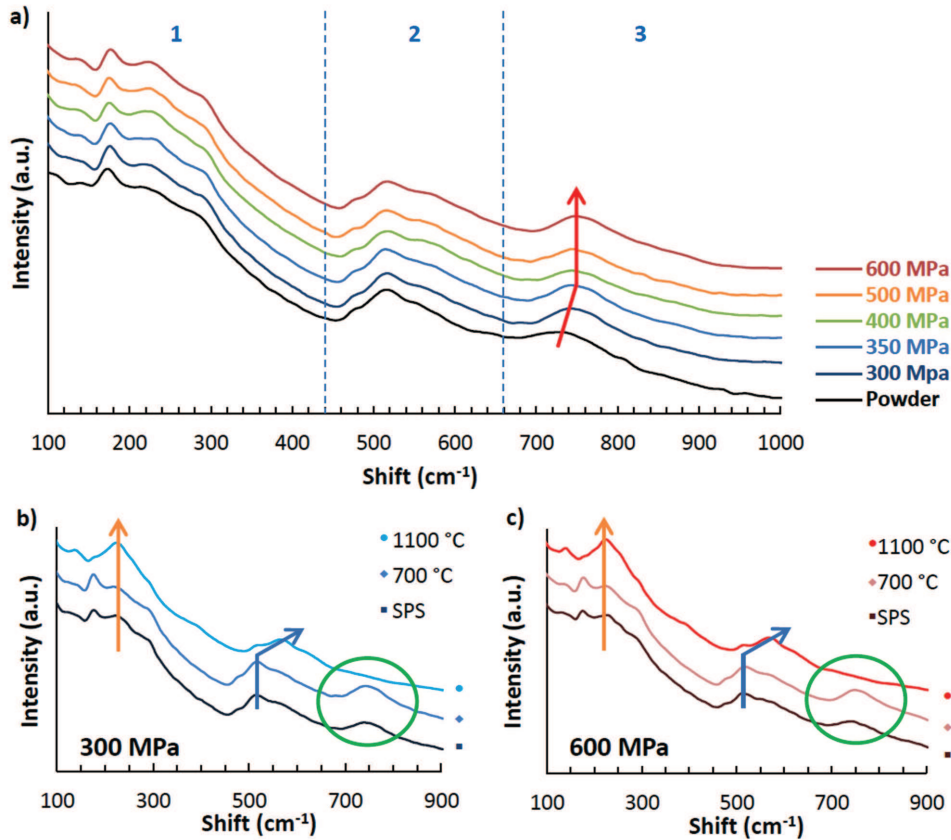 a)
1 2 3
Intensity (a.u.)
600 MPa
500 MPa
400 MPa
350 MPa
300 Mpa
Powder
100 200 300 400 500 600 700 800 900 1000
Shift (cm⁻¹)
b)
1100 °C
700 °C
SPS
Intensity (a.u.)
300 MPa
100 300 500 700 900
Shift (cm⁻¹)
c)
1100 °C
700 °C
SPS
Intensity (a.u.)
600 MPa
100 300 500 700 900
Shift (cm⁻¹)